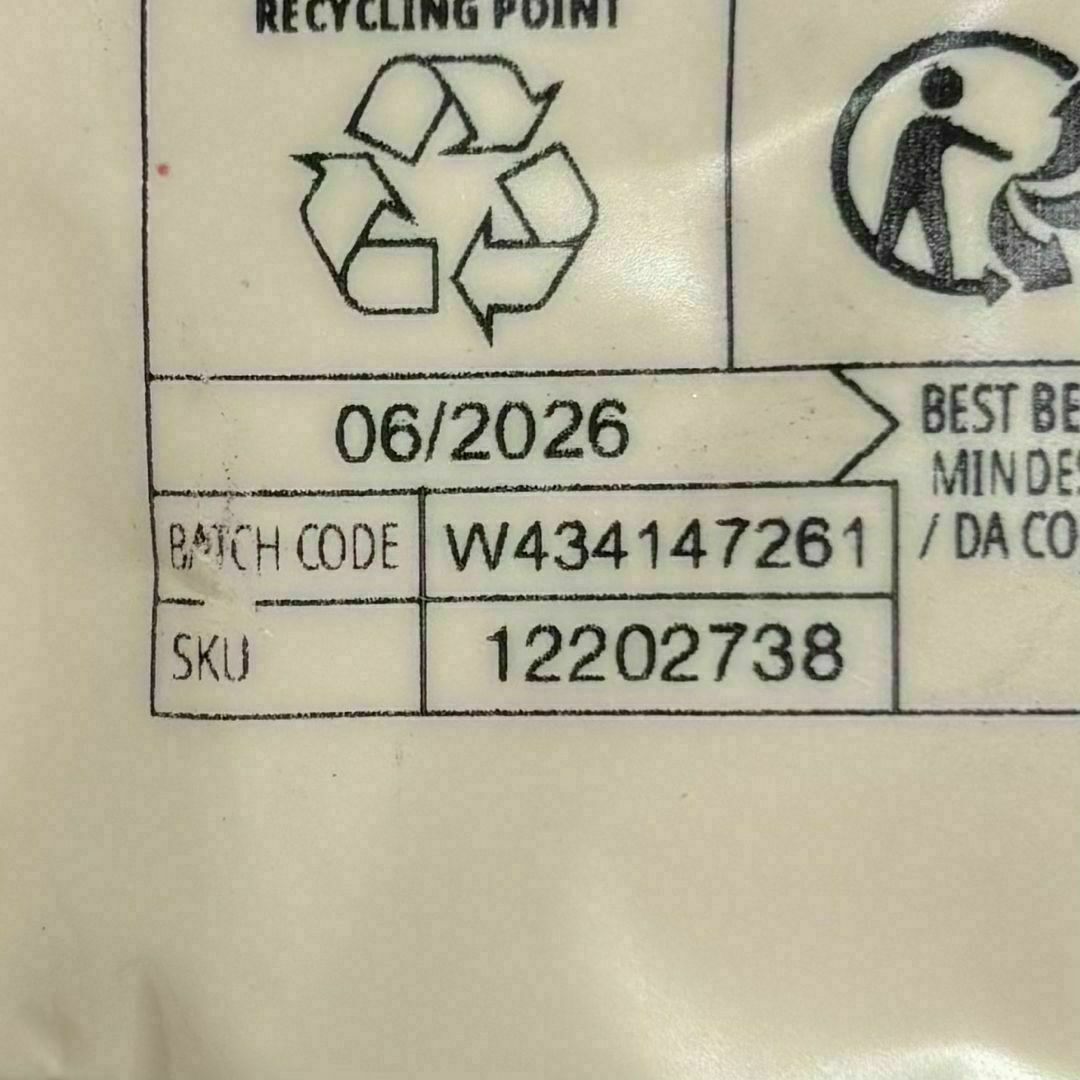 RECYCLING POINT
06/2026
BEST BE
MINDES
/ DA CO
BATCH CODE W434147261
SKU 12202738